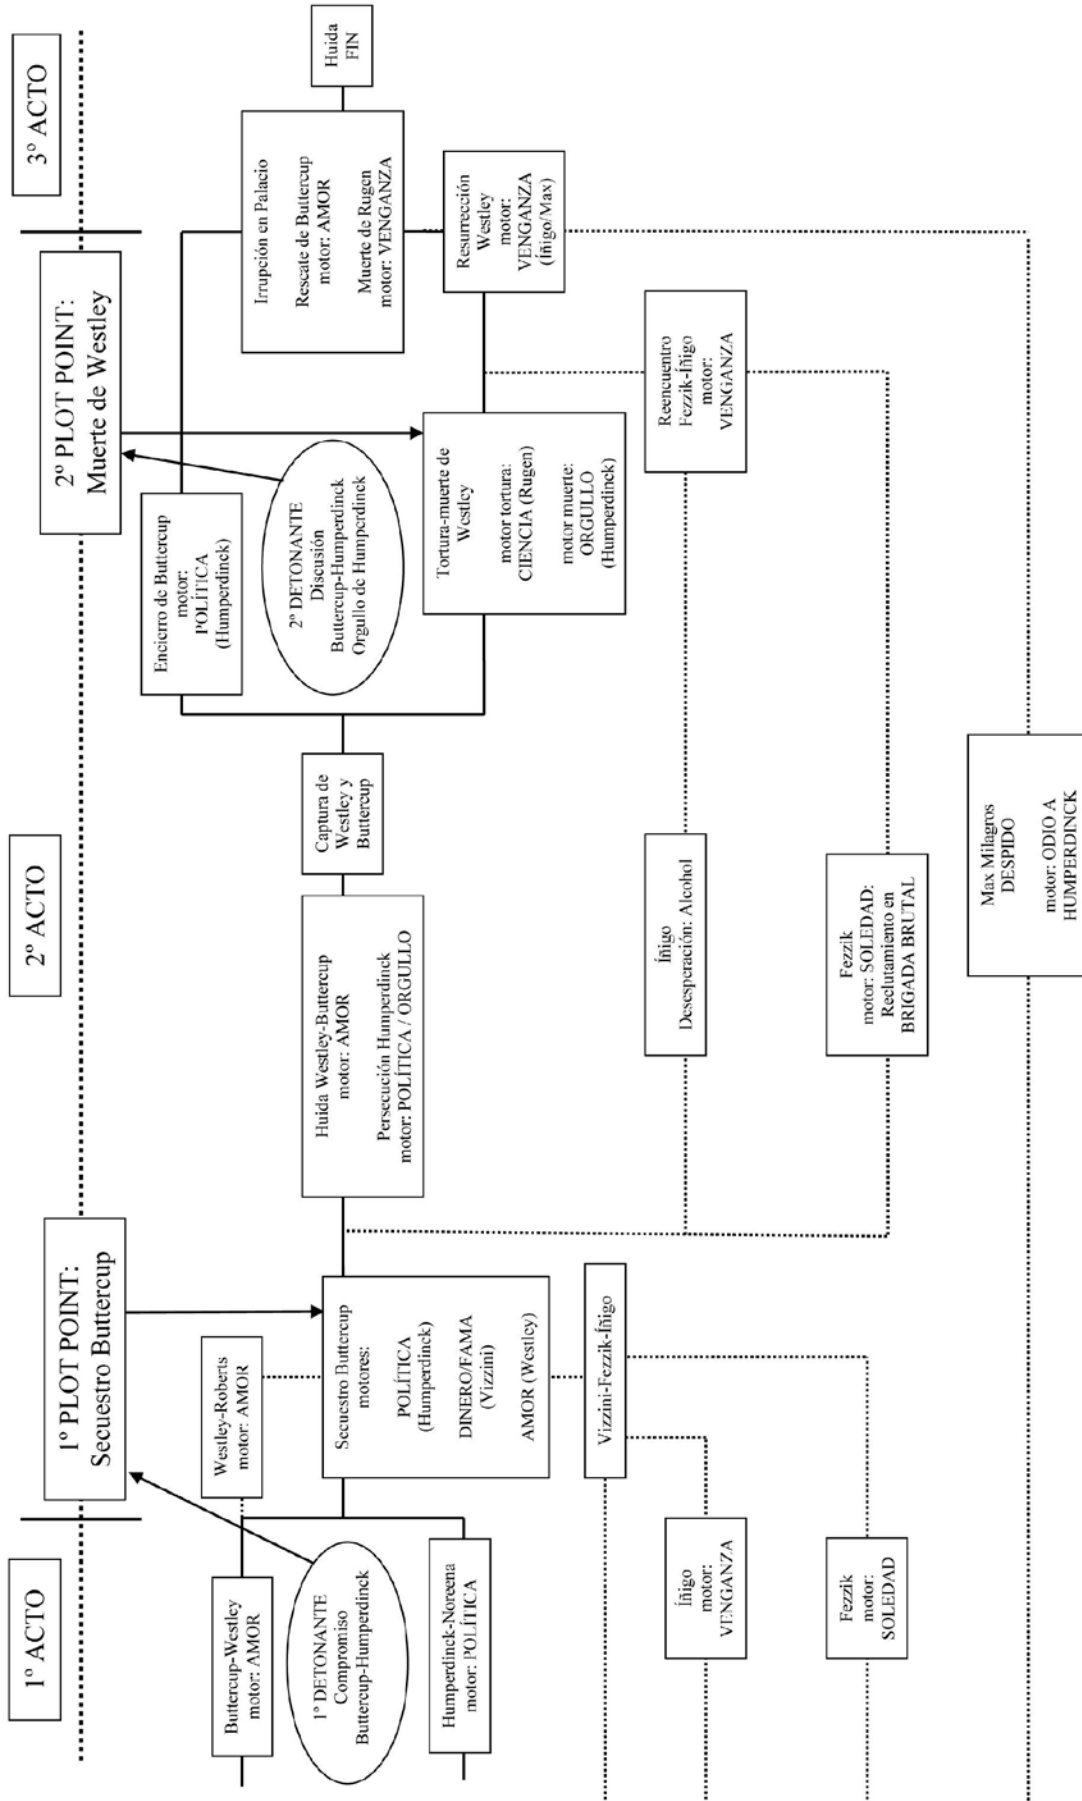 1º ACTO
2º ACTO
3º ACTO
1º PLOT POINT:
Secuestro Buttercup
2º PLOT POINT:
Muerte de Westley
Buttercup-Westley
motor: AMOR
1º DETONANTE
Compromiso
Buttercup-Humperdinck
Humperdinck-Noreena
motor: POLÍTICA
Westley-Roberts
motor: AMOR
Secuestro Buttercup
motores:
POLÍTICA
(Humperdinck)
DINERO/FAMA
(Vizzini)
AMOR (Westley)
Vizzini-Fezzik-Íñigo
Íñigo
motor:
VENGANZA
Fezzik
motor:
SOLEDAD
Huida Westley-Buttercup
motor: AMOR
Persecución Humperdinck
motor: POLÍTICA / ORGULLO
Captura de
Westley y
Buttercup
Íñigo
Desesperación: Alcohol
Fezzik
motor: SOLEDAD:
Reclutamiento en
BRIGADA BRUTAL
Max Milagros
DESPIDO
motor: ODIO A
HUMPERDINCK
Encierro de Buttercup
motor:
POLÍTICA
(Humperdinck)
2º DETONANTE
Discusión
Buttercup-Humperdinck
Orgullo de Humperdinck
Tortura-muerte de
Westley
motor tortura:
CIENCIA (Rugen)
motor muerte:
ORGULLO
(Humperdinck)
Reencuentro
Fezzik-Íñigo
motor:
VENGANZA
Irrupción en Palacio
Rescate de Buttercup
motor: AMOR
Muerte de Rugen
motor: VENGANZA
Resurrección
Westley
motor:
VENGANZA
(Íñigo/Max)
Huida
FIN